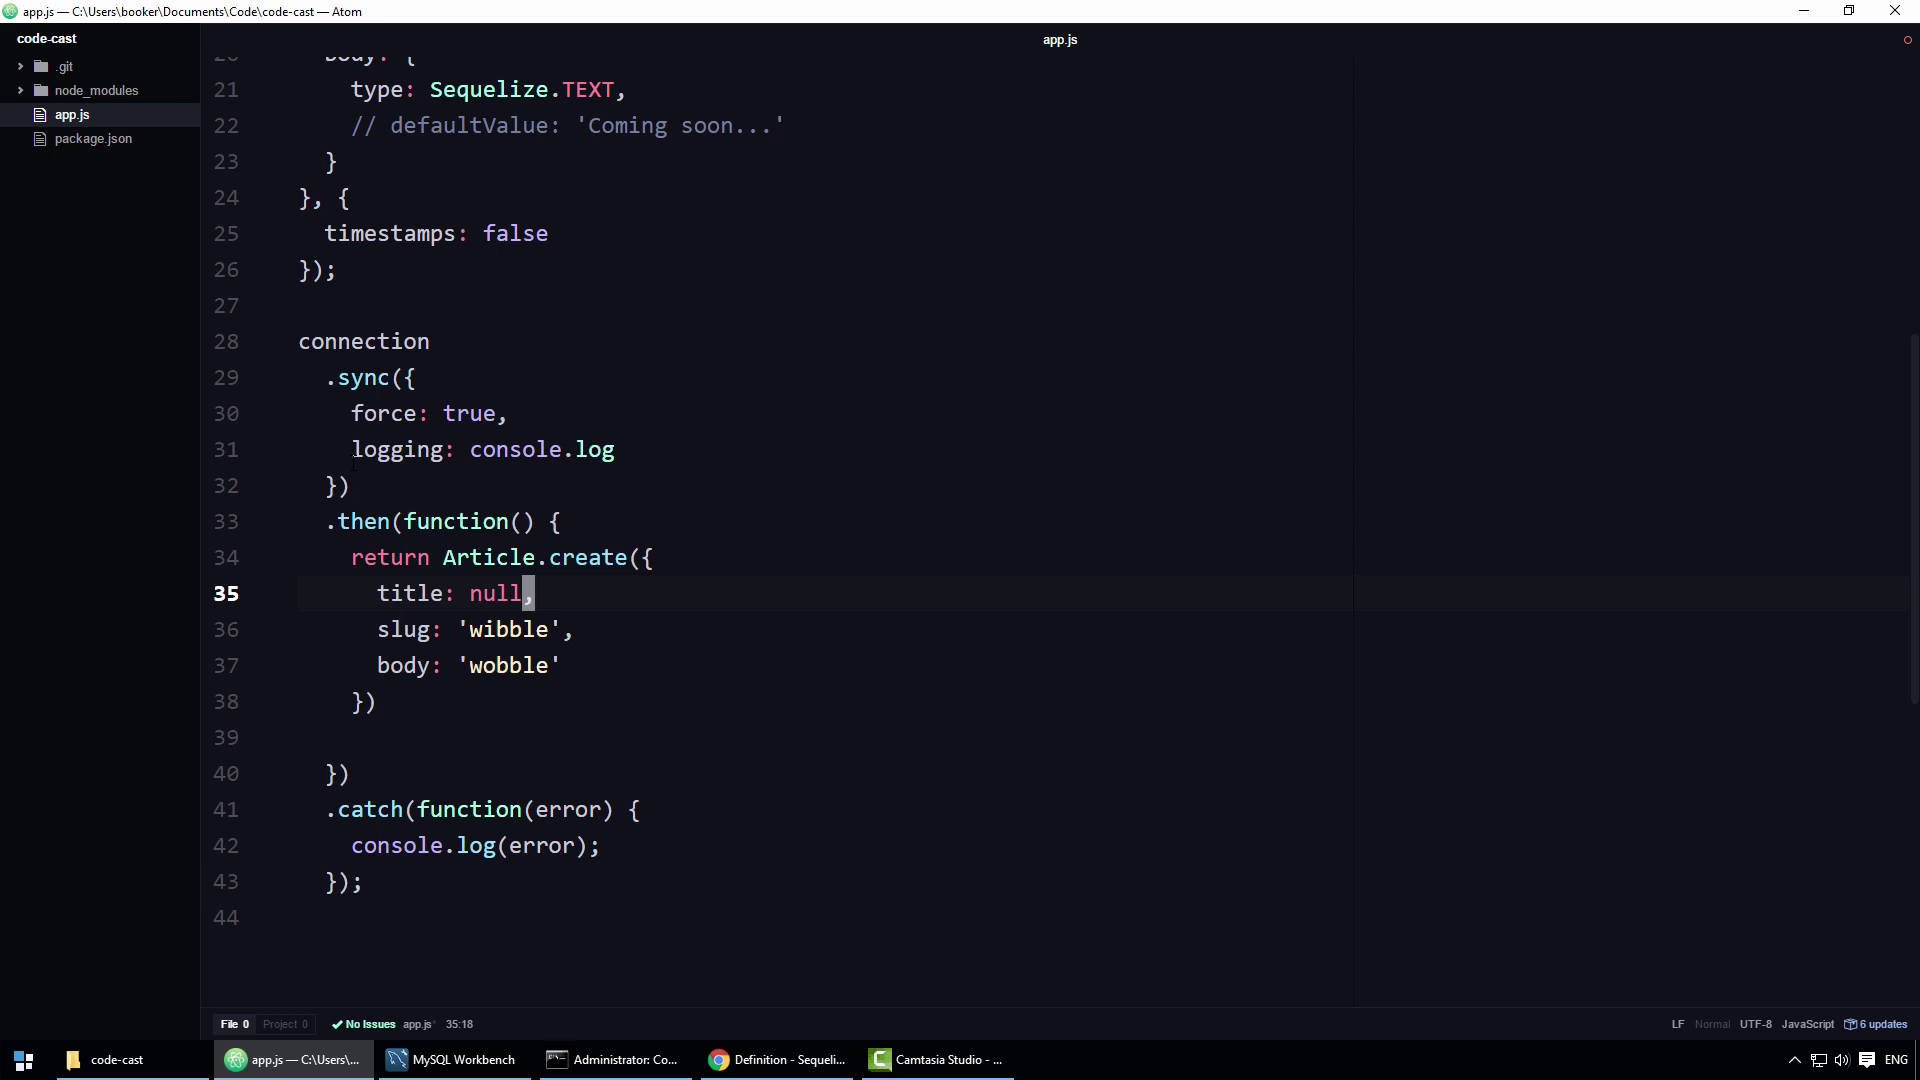 app.js — C:\Users\booker\Documents\Code\code-cast — Atom
code-cast
app.js
.git
node_modules
app.js
package.json
20 body: {
21 type: Sequelize.TEXT,
22 // defaultValue: 'Coming soon...'
23 }
24 }, {
25 timestamps: false
26 });
27
28 connection
29 .sync({
30 force: true,
31 logging: console.log
32 })
33 .then(function() {
34 return Article.create({
35 title: null,
36 slug: 'wibble',
37 body: 'wobble'
38 })
39
40 })
41 .catch(function(error) {
42 console.log(error);
43 });
44
File 0 Project 0 No Issues app.js* 35:18 LF Normal UTF-8 JavaScript 6 updates
code-cast app.js — C:\Users\... MySQL Workbench Administrator: Co... Definition - Sequeli... Camtasia Studio - ... ENG